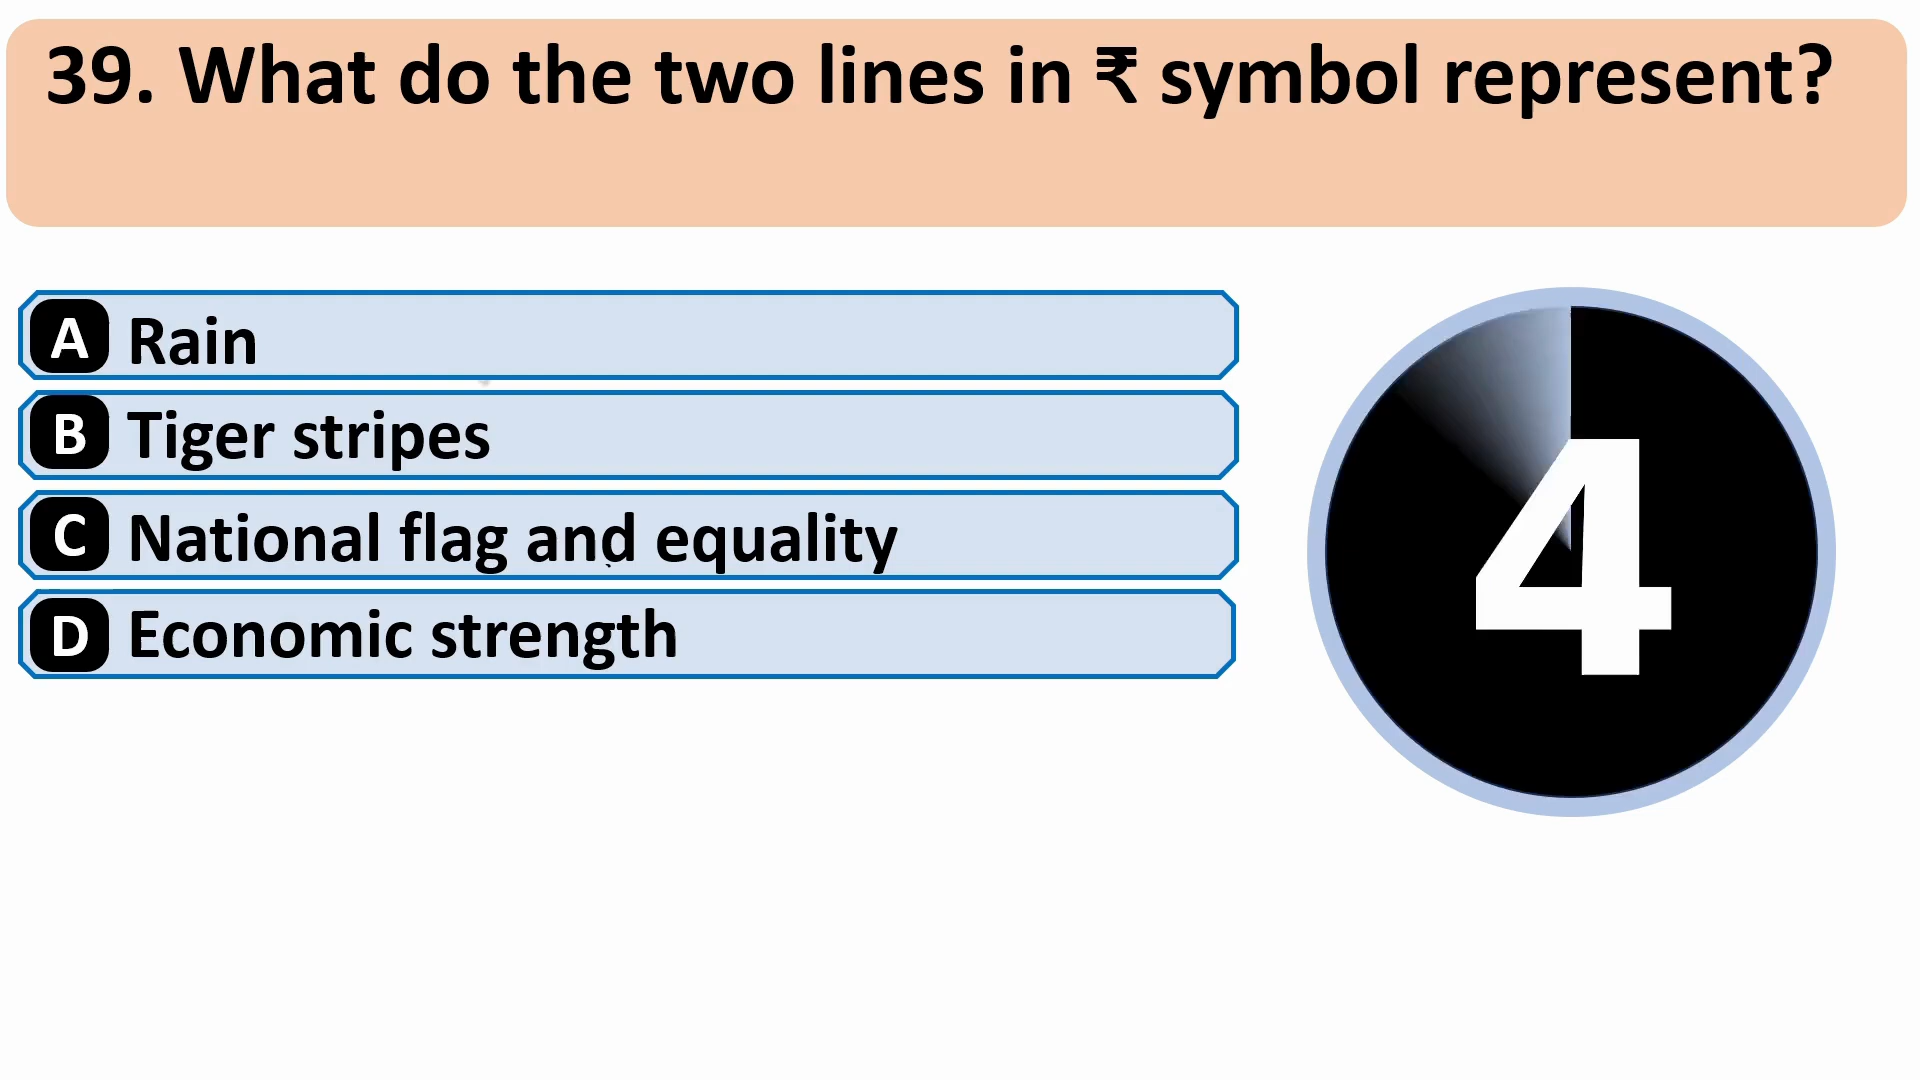 39. What do the two lines in ₹ symbol represent?
A Rain
B Tiger stripes
C National flag and equality
D Economic strength
4